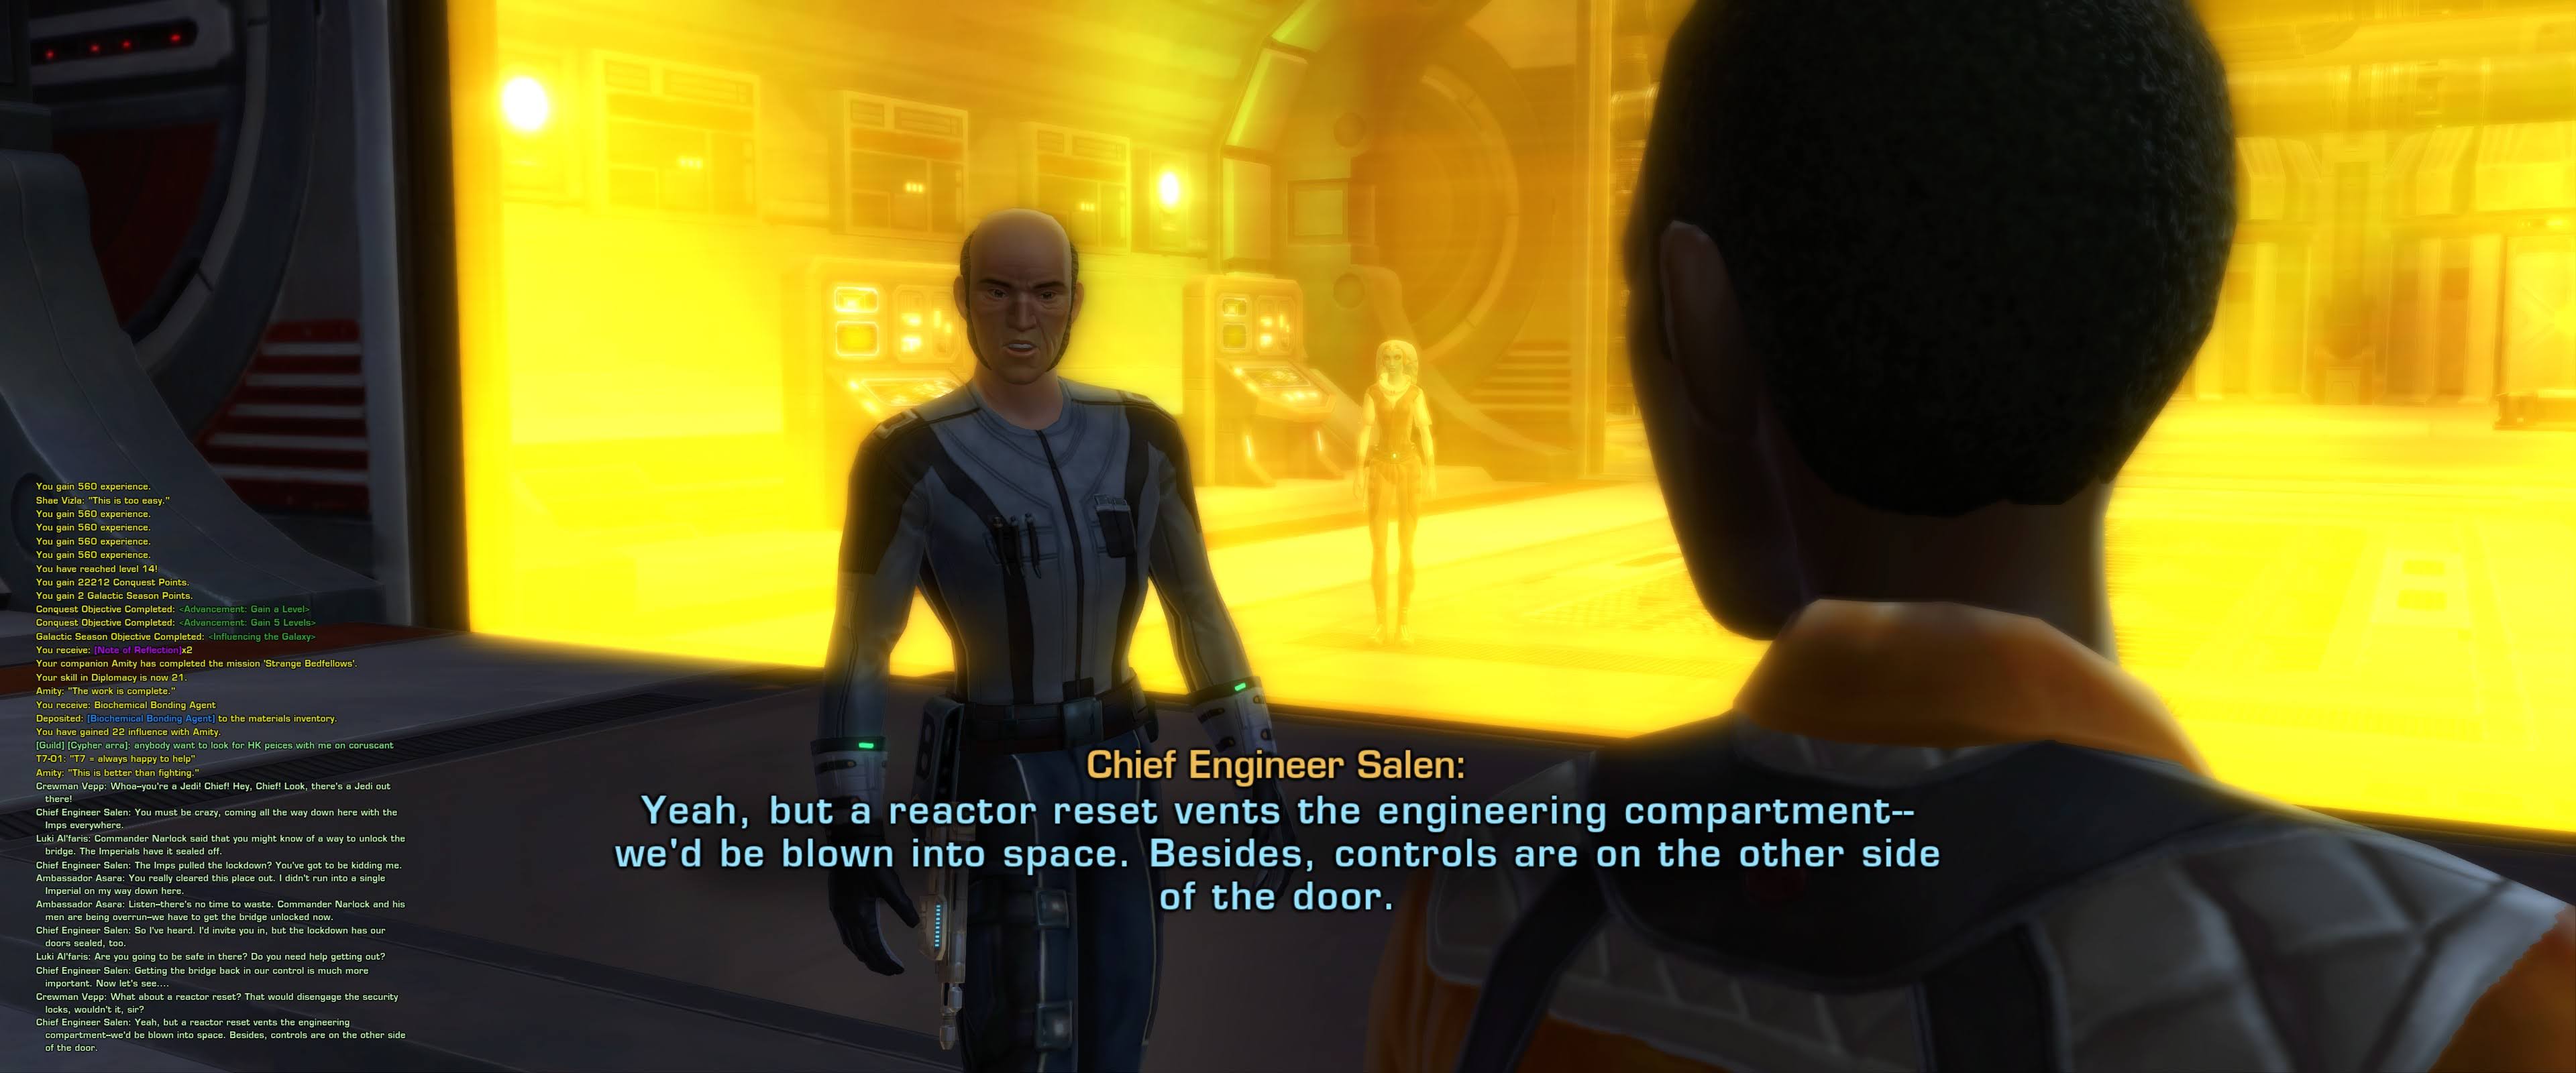 You gain 560 experience.
Shae Vizla: "This is too easy."
You gain 560 experience.
You gain 560 experience.
You gain 560 experience.
You gain 560 experience.
You have reached level 14!
You gain 22212 Conquest Points.
You gain 2 Galactic Season Points.
Conquest Objective Completed: <Advancement: Gain a Level>
Conquest Objective Completed: <Advancement: Gain 5 Levels>
Galactic Season Objective Completed: <Influencing the Galaxy>
You receive: [Note of Reflection]x2
Your companion Amity has completed the mission 'Strange Bedfellows'.
Your skill in Diplomacy is now 21.
Amity: "The work is complete."
You receive: Biochemical Bonding Agent
Deposited: [Biochemical Bonding Agent] to the materials inventory.
You have gained 22 influence with Amity.
[Guild] [Cypher arra]: anybody want to look for HK peices with me on coruscant
T7-01: "T7 = always happy to help"
Amity: "This is better than fighting."
Crewman Vepp: Whoa--you're a Jedi! Chief! Hey, Chief! Look, there's a Jedi out
there!
Chief Engineer Salen: You must be crazy, coming all the way down here with the
Imps everywhere.
Luki Al'faris: Commander Narlock said that you might know of a way to unlock the
bridge. The Imperials have it sealed off.
Chief Engineer Salen: The Imps pulled the lockdown? You've got to be kidding me.
Ambassador Asara: You really cleared this place out. I didn't run into a single
Imperial on my way down here.
Ambassador Asara: Listen--there's no time to waste. Commander Narlock and his
men are being overrun--we have to get the bridge unlocked now.
Chief Engineer Salen: So I've heard. I'd invite you in, but the lockdown has our
doors sealed, too.
Luki Al'faris: Are you going to be safe in there? Do you need help getting out?
Chief Engineer Salen: Getting the bridge back in our control is much more
important. Now let's see....
Crewman Vepp: What about a reactor reset? That would disengage the security
locks, wouldn't it, sir?
Chief Engineer Salen: Yeah, but a reactor reset vents the engineering
compartment--we'd be blown into space. Besides, controls are on the other side
of the door.
Chief Engineer Salen:
Yeah, but a reactor reset vents the engineering compartment--
we'd be blown into space. Besides, controls are on the other side
of the door.